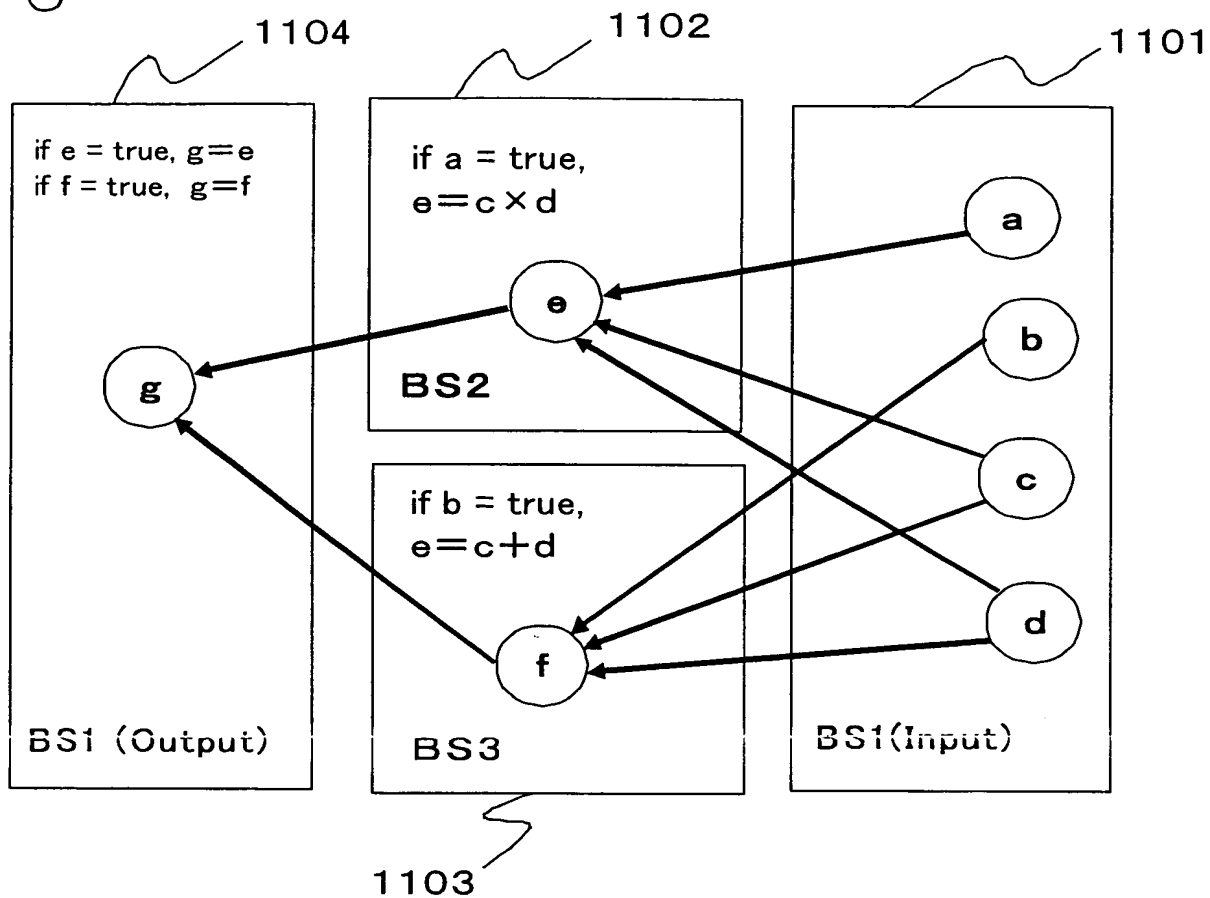 1104
1102
1101
if e = true, g=e
if f = true, g=f
g
BS1 (Output)
if a = true,
e=c×d
e
BS2
if b = true,
e=c+d
f
BS3
1103
a
b
c
d
BS1(Input)